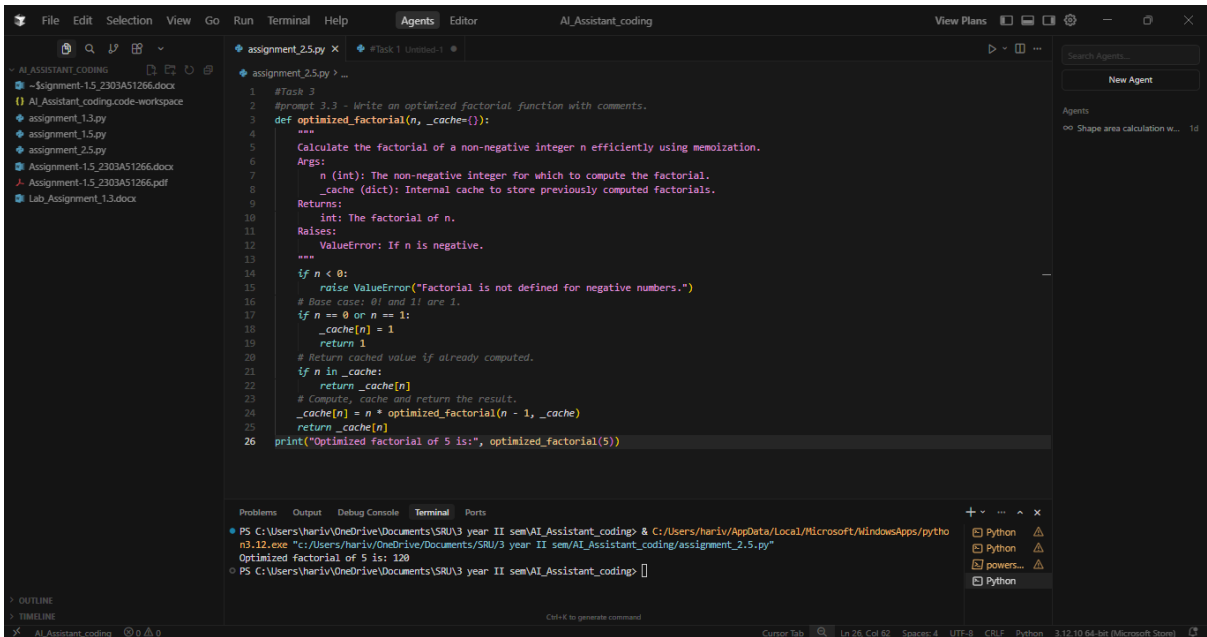 File Edit Selection View Go Run Terminal Help Agents Editor AI_Assistant_coding View Plans
AI_ASSISTANT_CODING
~$signment-1.5_2303A51266.docx
{} AI_Assistant_coding.code-workspace
assignment_1.3.py
assignment_1.5.py
assignment_2.5.py
Assignment-1.5_2303A51266.docx
Assignment-1.5_2303A51266.pdf
Lab_Assignment_1.3.docx
OUTLINE
TIMELINE
assignment_2.5.py #Task 1 Untitled-1
assignment_2.5.py > ...
1 #Task 3
2 #prompt 3.3 - Write an optimized factorial function with comments.
3 def optimized_factorial(n, _cache={}):
4 """
5 Calculate the factorial of a non-negative integer n efficiently using memoization.
6 Args:
7 n (int): The non-negative integer for which to compute the factorial.
8 _cache (dict): Internal cache to store previously computed factorials.
9 Returns:
10 int: The factorial of n.
11 Raises:
12 ValueError: If n is negative.
13 """
14 if n < 0:
15 raise ValueError("Factorial is not defined for negative numbers.")
16 # Base case: 0! and 1! are 1.
17 if n == 0 or n == 1:
18 _cache[n] = 1
19 return 1
20 # Return cached value if already computed.
21 if n in _cache:
22 return _cache[n]
23 # Compute, cache and return the result.
24 _cache[n] = n * optimized_factorial(n - 1, _cache)
25 return _cache[n]
26 print("Optimized factorial of 5 is:", optimized_factorial(5))
Problems Output Debug Console Terminal Ports
PS C:\Users\hariv\OneDrive\Documents\SRU\3 year II sem\AI_Assistant_coding> & C:/Users/hariv/AppData/Local/Microsoft/WindowsApps/pytho
n3.12.exe "c:/Users/hariv/OneDrive/Documents/SRU/3 year II sem/AI_Assistant_coding/assignment_2.5.py"
Optimized factorial of 5 is: 120
PS C:\Users\hariv\OneDrive\Documents\SRU\3 year II sem\AI_Assistant_coding>
Ctrl+K to generate command
Python
Python
powers...
Python
Search Agents...
New Agent
Agents
Shape area calculation w... 1d
AI_Assistant_coding 0 0 Cursor Tab Ln 26, Col 62 Spaces: 4 UTF-8 CRLF Python 3.12.10 64-bit (Microsoft Store)